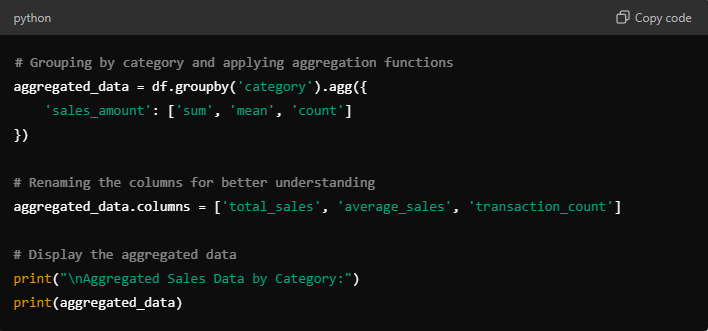 python
Copy code
# Grouping by category and applying aggregation functions
aggregated_data = df.groupby('category').agg({
    'sales_amount': ['sum', 'mean', 'count']
})
# Renaming the columns for better understanding
aggregated_data.columns = ['total_sales', 'average_sales', 'transaction_count']
# Display the aggregated data
print("\nAggregated Sales Data by Category:")
print(aggregated_data)